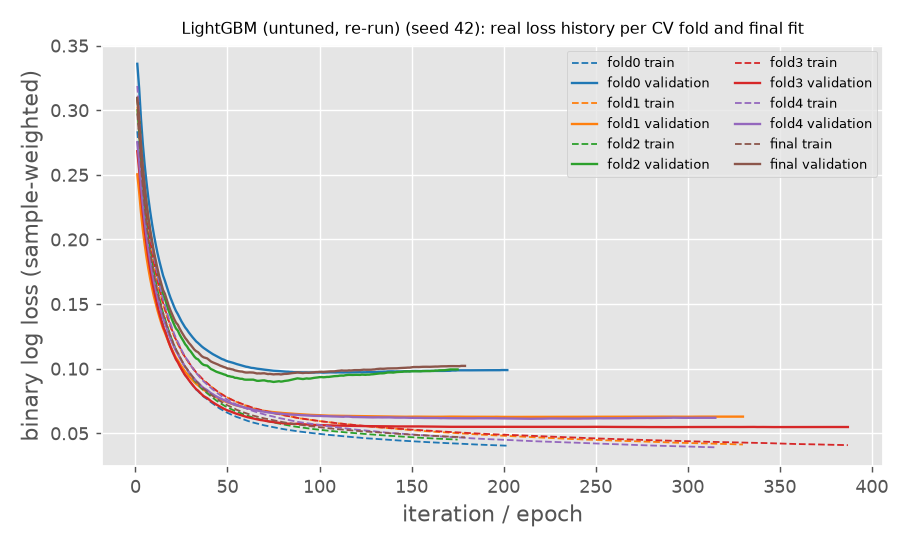 LightGBM (untuned, re-run) (seed 42): real loss history per CV fold and final fit
binary log loss (sample-weighted)
0.35
0.30
0.25
0.20
0.15
0.10
0.05
fold0 train
fold0 validation
fold1 train
fold1 validation
fold2 train
fold2 validation
fold3 train
fold3 validation
fold4 train
fold4 validation
final train
final validation
0 50 100 150 200 250 300 350 400
iteration / epoch